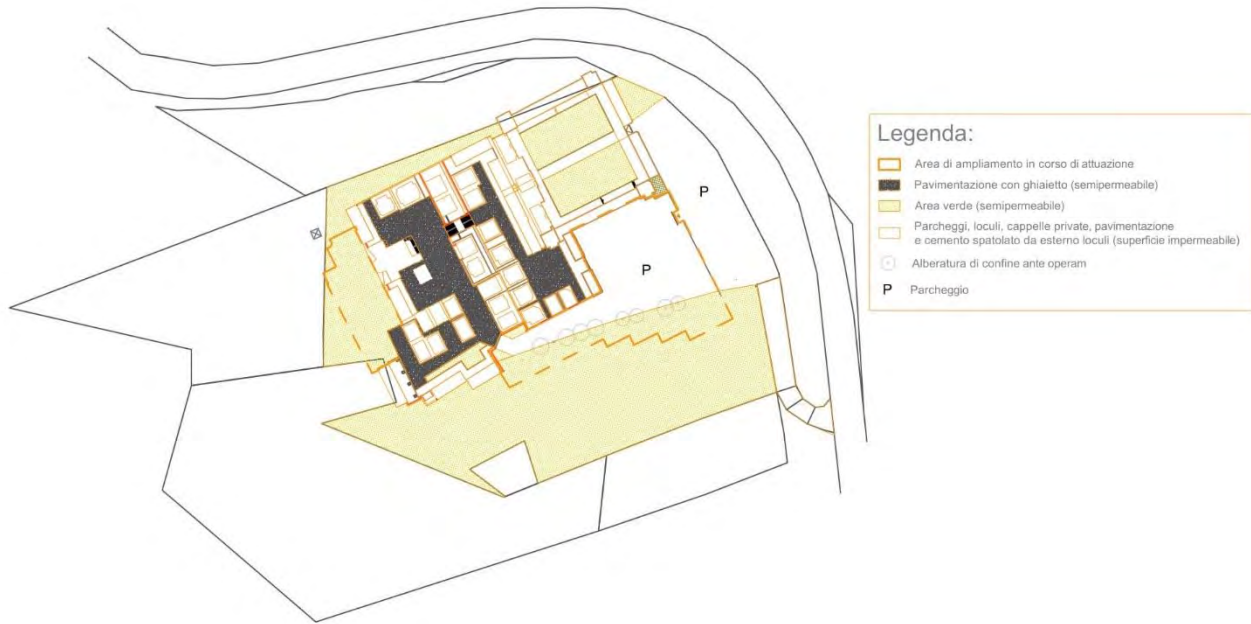 Legenda:
Area di ampliamento in corso di attuazione
Pavimentazione con ghiaietto (semipermeabile)
Area verde (semipermeabile)
Parcheggi, loculi, cappelle private, pavimentazione
e cemento spatolato da esterno loculi (superficie impermeabile)
Alberatura di confine ante operam
P Parcheggio
P
P